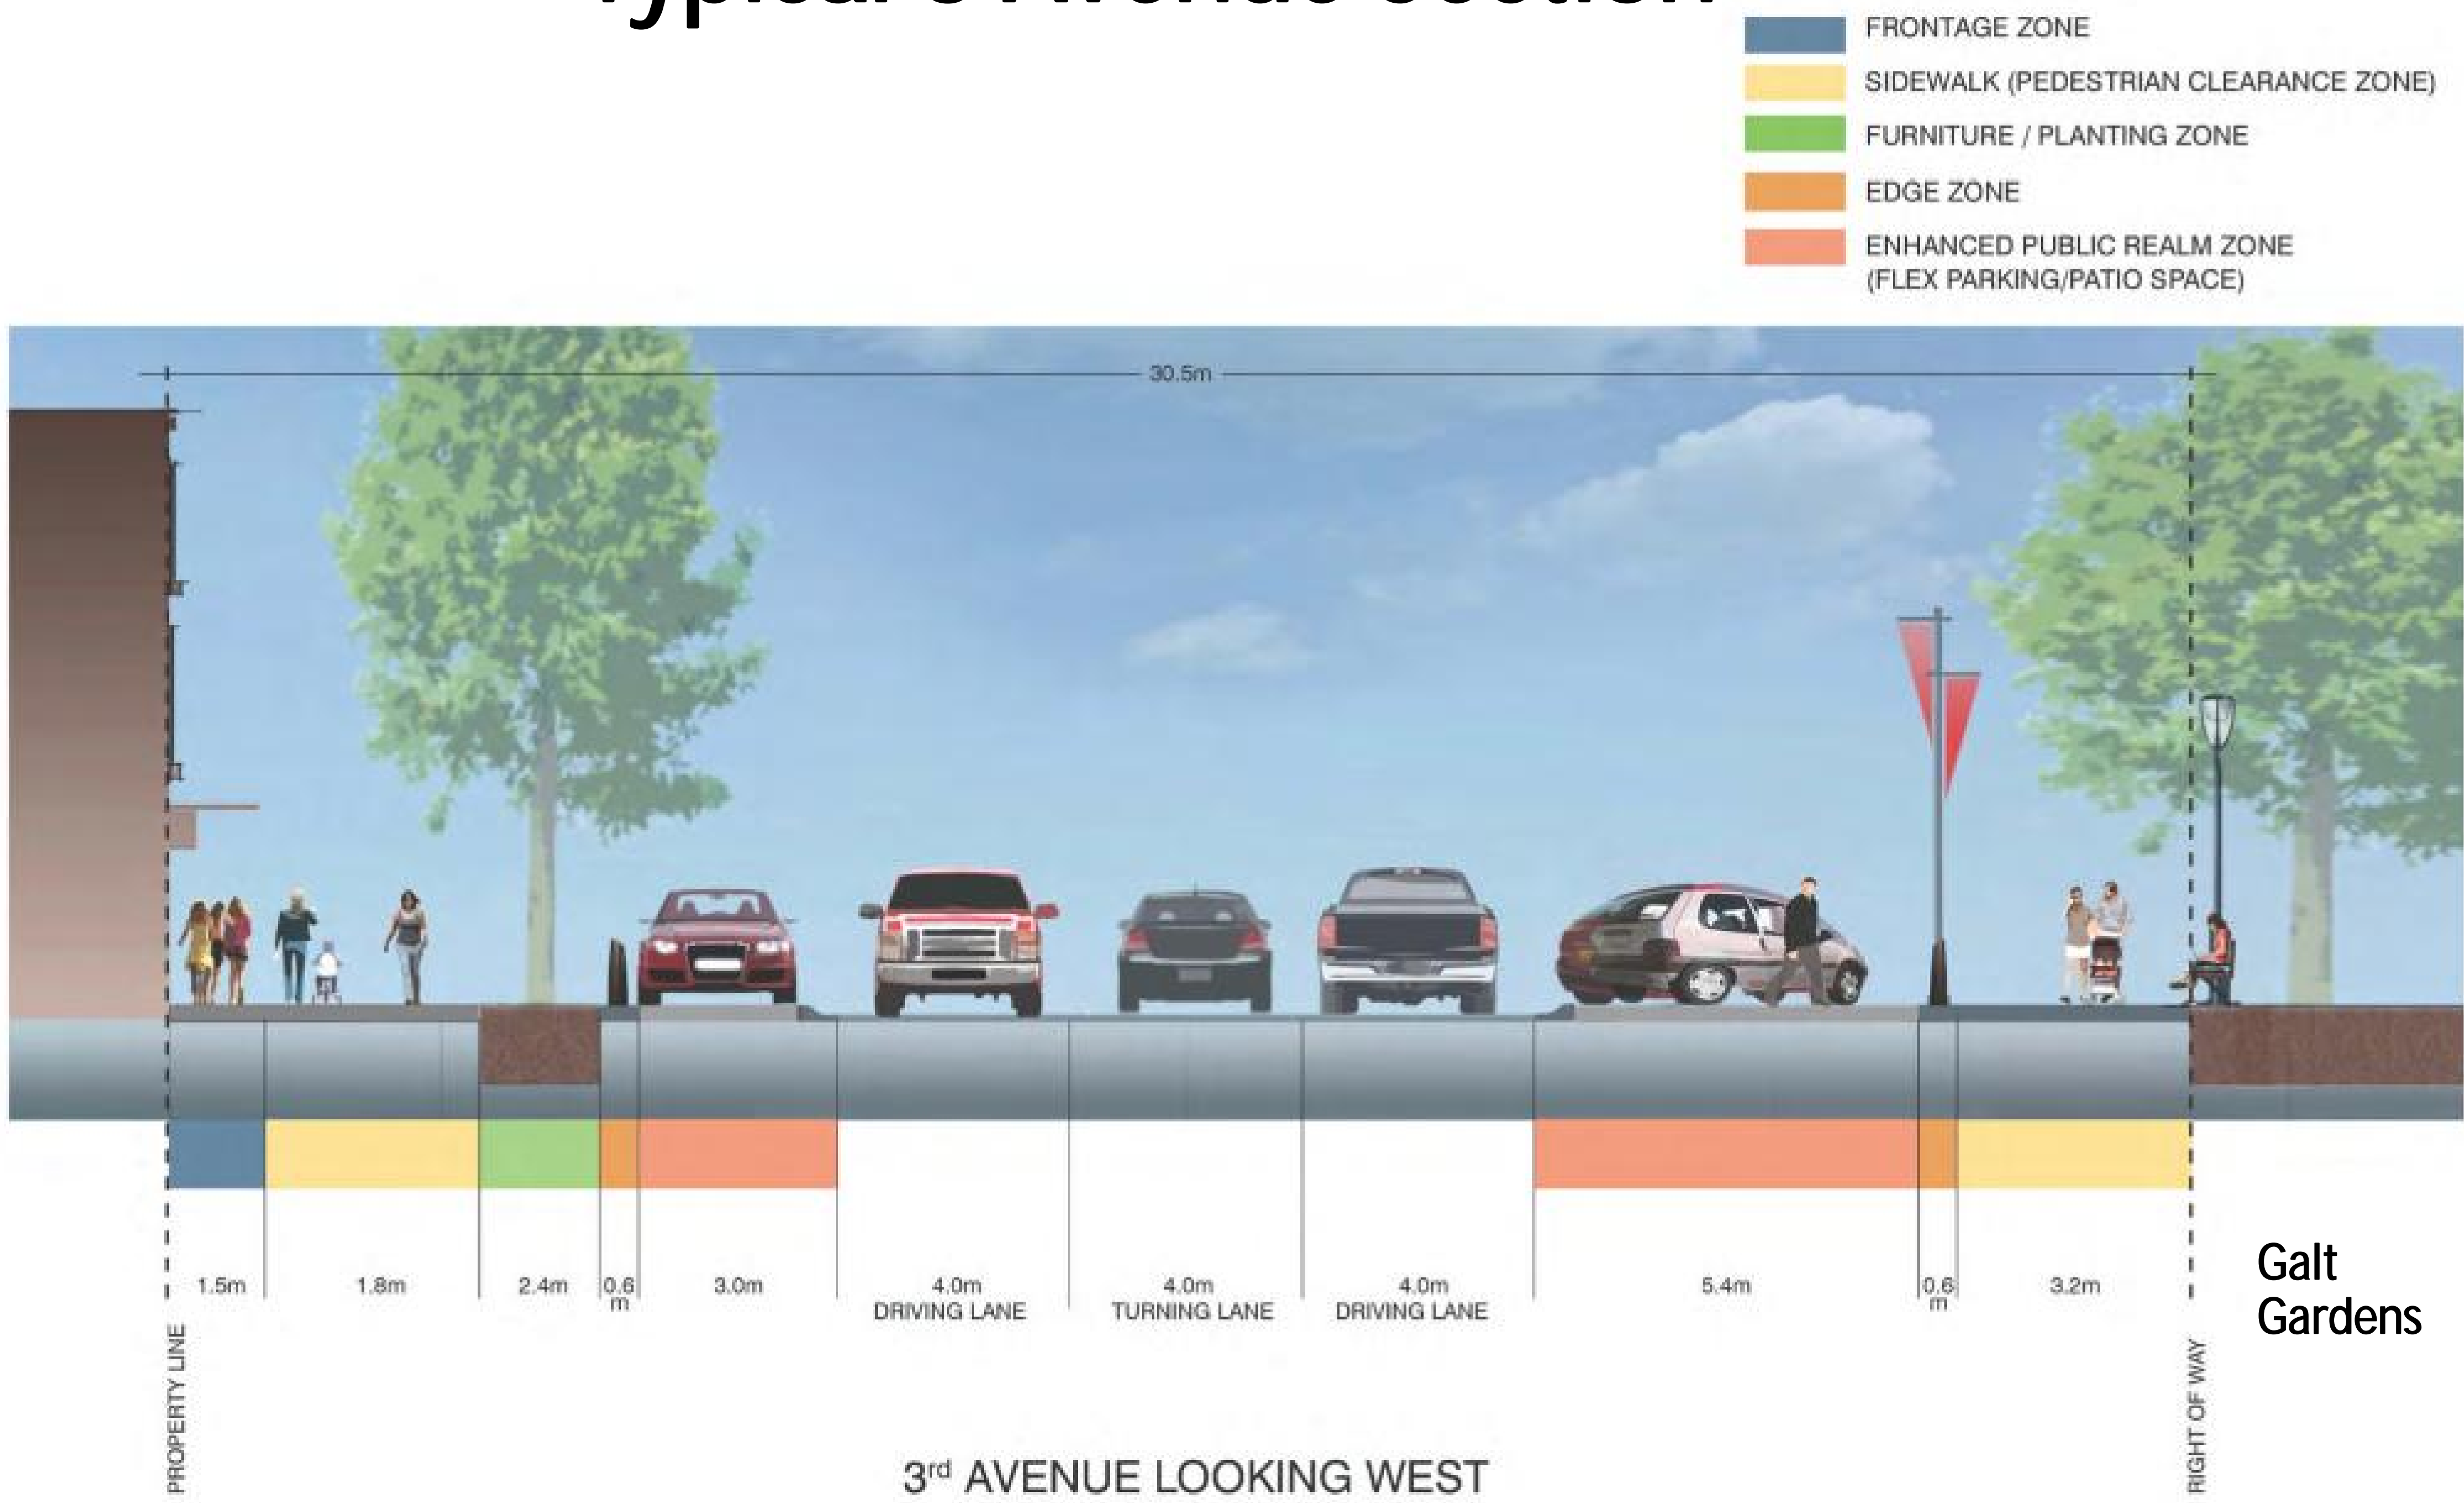 FRONTAGE ZONE
SIDEWALK (PEDESTRIAN CLEARANCE ZONE)
FURNITURE / PLANTING ZONE
EDGE ZONE
ENHANCED PUBLIC REALM ZONE
(FLEX PARKING/PATIO SPACE)
30.5m
1.5m 1.8m 2.4m 0.6 m 3.0m 4.0m 4.0m 4.0m 5.4m 0.6 m 3.2m
DRIVING LANE TURNING LANE DRIVING LANE
Galt
Gardens
PROPERTY LINE
RIGHT OF WAY
3rd AVENUE LOOKING WEST